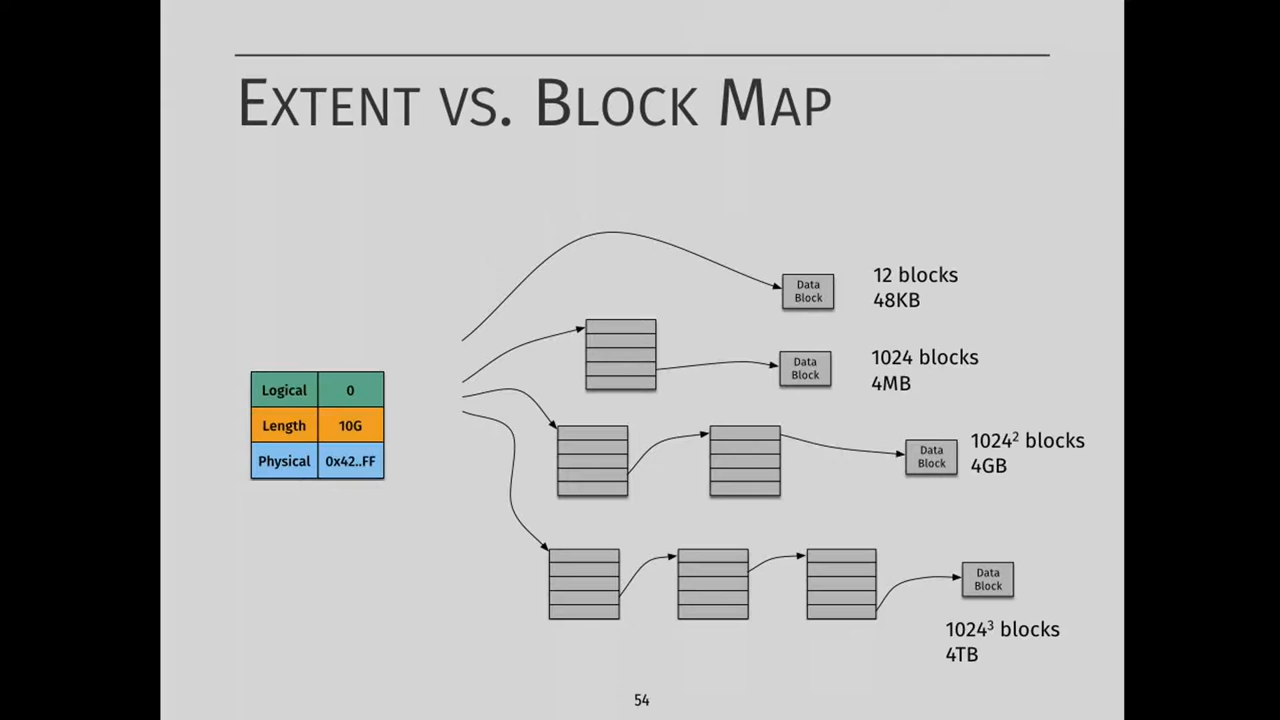 EXTENT VS. BLOCK MAP
Data
Block
12 blocks
48KB
Data
Block
1024 blocks
4MB
Logical 0
Length 10G
Physical 0x42..FF
Data
Block
1024² blocks
4GB
Data
Block
1024³ blocks
4TB
54